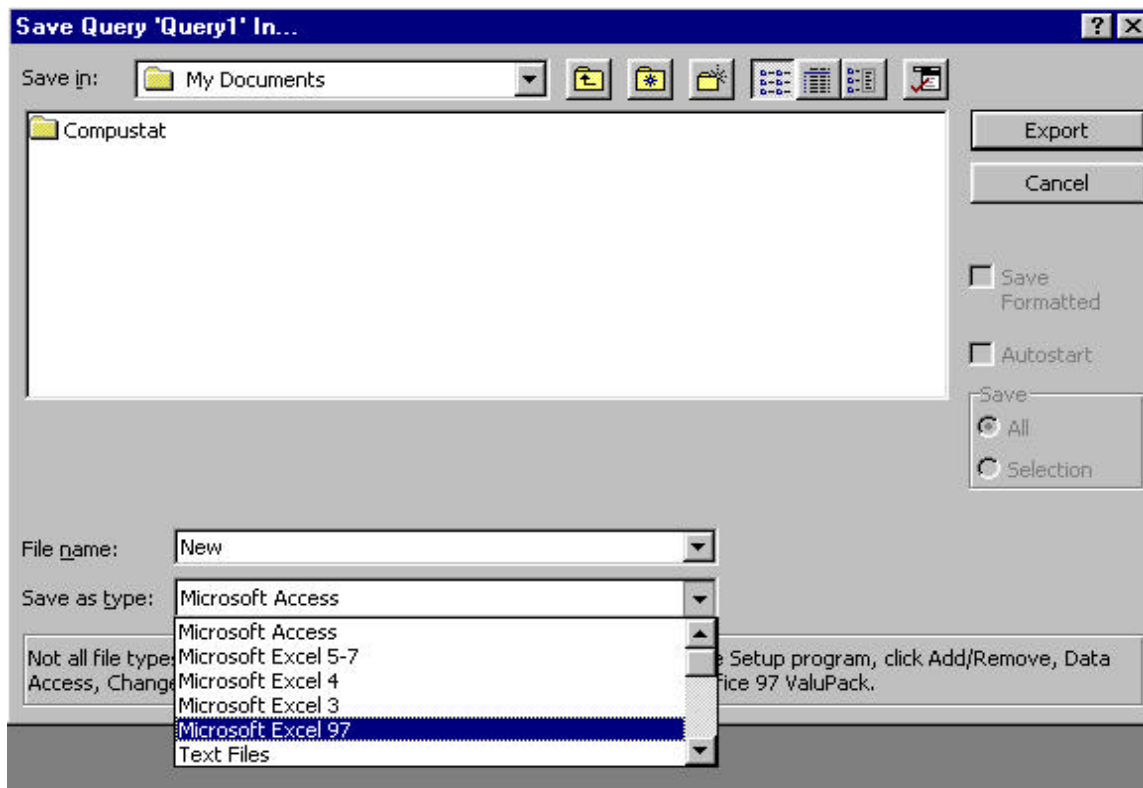 Save Query 'Query1' In...
Save in:
My Documents
Compustat
Export
Cancel
Save
Formatted
Autostart
Save
All
Selection
File name:
New
Save as type:
Microsoft Access
Microsoft Access
Microsoft Excel 5-7
Microsoft Excel 4
Microsoft Excel 3
Microsoft Excel 97
Text Files
Not all file types Setup program, click Add/Remove, Data
Access, Change fice 97 ValuPack.